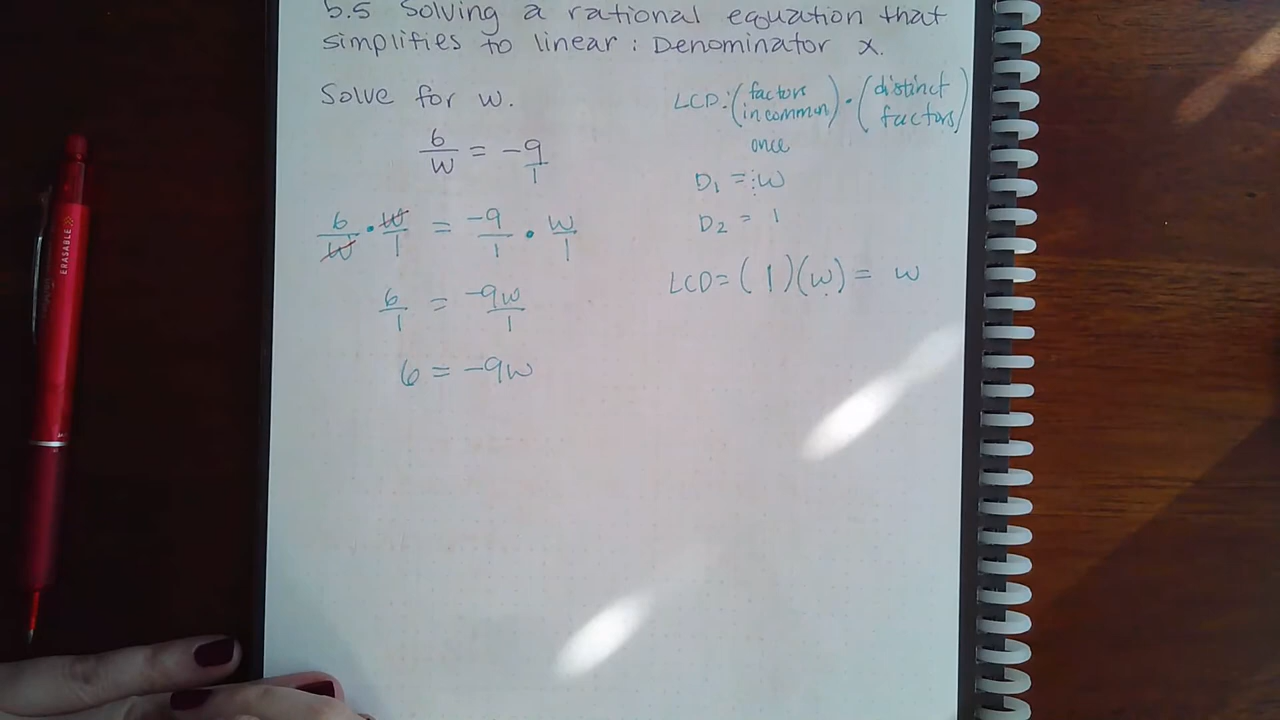 5.5 Solving a rational equation that
simplifies to linear: Denominator x.
Solve for w.
6/w = -9/1
6/w · w/1 = -9/1 · w/1
6/1 = -9w/1
6 = -9w
LCD: (factors in common) · (distinct factors)
once
D₁ = w
D₂ = 1
LCD = (1)(w) = w
ERASABLE